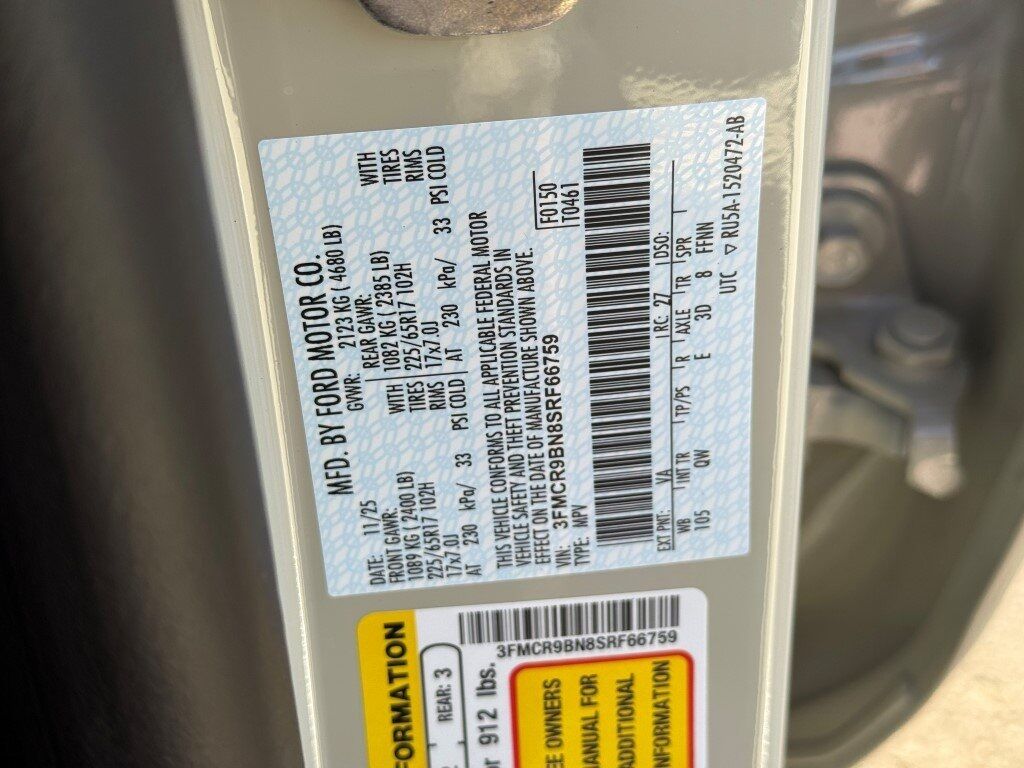 MFD. BY FORD MOTOR CO.
DATE: 11/25 GVWR: 2123 KG ( 4680 LB)
FRONT GAWR: REAR GAWR:
1089 KG ( 2400 LB) WITH 1082 KG ( 2385 LB) WITH
225/65R17 102H TIRES 225/65R17 102H TIRES
17x7.0J RIMS 17x7.0J RIMS
AT 230 kPa/ 33 PSI COLD AT 230 kPa/ 33 PSI COLD
THIS VEHICLE CONFORMS TO ALL APPLICABLE FEDERAL MOTOR
VEHICLE SAFETY AND THEFT PREVENTION STANDARDS IN
EFFECT ON THE DATE OF MANUFACTURE SHOWN ABOVE.
VIN: 3FMCR9BN8SRF66759
TYPE: MPV
F0150
T0461
EXT PNT: VA RC: 27 DSO:
WB INT TR TP/PS R AXLE TR SPR
105 QW E 3D 8 FFNN
UTC ▽ RU5A-1520472-AB
FORMATION
REAR: 3
912 lbs.
3FMCR9BN8SRF66759
OWNERS
MANUAL FOR
ADDITIONAL
INFORMATION